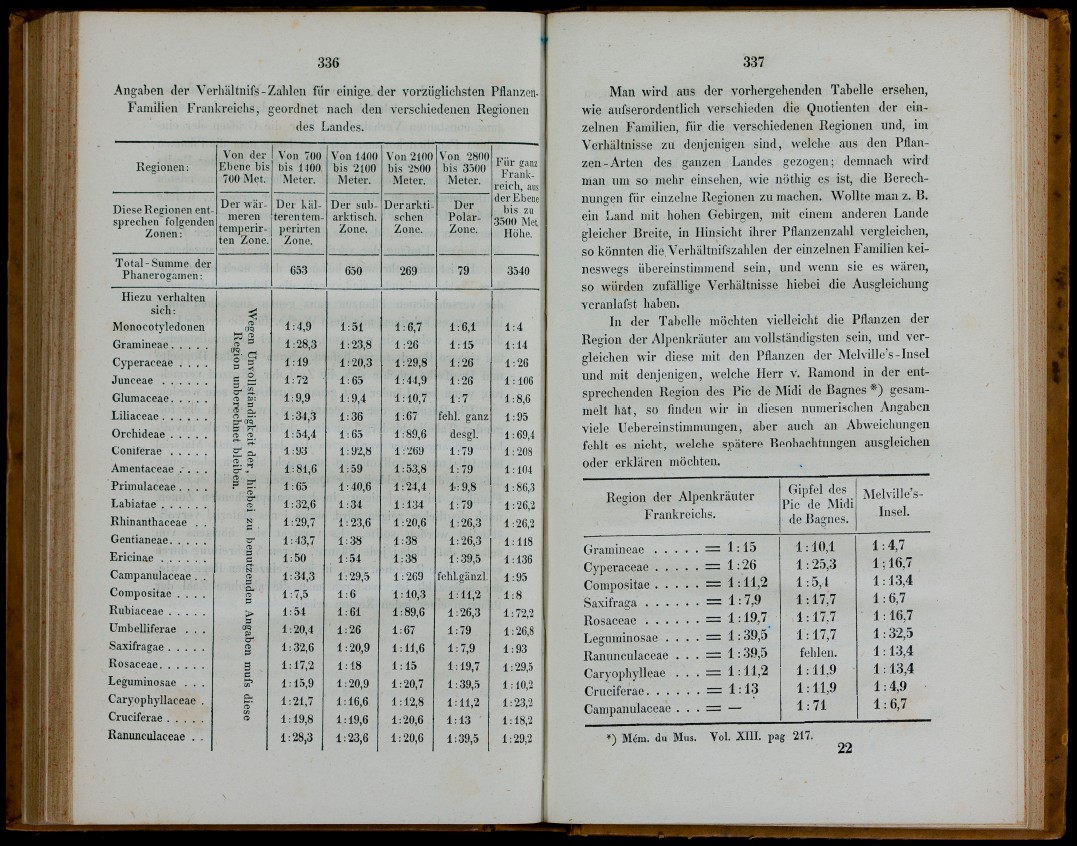 336
Angaben der Verhältnifs-Zahlen für einige der vorzüglichsten Pflanzen-
Familien Frankreichs, geordnet nach den verschiedenen Regionen
des Landes.
Regionen: Von der Ebene bis 700 Met. Von 700 bis 1400 Meter. Von 1400 bis 2100 Meter. Von 2100 bis 2800 Meter. Von 2800 bis 3500 Meter. Für ganz Frank-reich, aus der Ebene bis zu 3500 Met. Höhe.
Diese Regionen ent-sprechen folgenden Zonen: Der wär-meren temperir-ten Zone. Der käl-teren tem-perirten Zone. Der sub-arktisch. Zone. Der arkti-schen Zone. Der Polar-Zone.
Total-Summe der Phanerogamen: 653 650 269 79 3540
Hiezu verhalten
sich:
Wegen Unvollständigkeit der, hiebei zu benutzenden Angaben muſs diese
Region unberechnet bleiben.
Monocotyledonen 1:4,9 1:51 1:6,7 1:6,1 1:4
Gramineae . . . . . 1:28,3 1:23,8 1:26 1:15 1:14
Cyperaceae . . . . 1:19 1:20,3 1:29,8 1:26 1:26
Junceae . . . . . . 1:72 1:65 1:44,9 1:26 1:106
Glumaceae . . . . . 1:9,9 1:9,4 1:10,7 1:7 1:8,6
Liliaceae . . . . . . 1:34,3 1:36 1:67 fehl. ganz 1:95
Orchideae . . . . . 1:54,4 1:65 1:89,6 desgl. 1:69,4
Coniferae . . . . . 1:93 1:92,8 1:269 1:79 1:208
Amentaceae . . . . 1:81,6 1:59 1:53,8 1:79 1:104
Primulaceae . . . . 1:65 1:40,6 1:24,4 1:9,8 1:86,3
Labiatae . . . . . . 1:32,6 1:34 1:134 1:79 1:26,2
Rhinanthaceae . . 1:29,7 1:23,6 1:20,6 1:26,3 1:26,2
Gentianeae . . . . . 1:43,7 1:38 1:38 1:26,3 1:118
Ericinae . . . . . . 1:50 1:54 1:38 1:39,5 1:136
Campanulaceae . . 1:34,3 1:29,5 1:269 fehl.gänzl. 1:95
Compositae . . . . 1:7,5 1:6 1:10,3 1:11,2 1:8
Rubiaceae . . . . . 1:54 1:61 1:89,6 1:26,3 1:72,2
Umbelliferae . . . 1:20,4 1:26 1:67 1:79 1:26,8
Saxifragae . . . . . 1:32,6 1:20,9 1:11,6 1:7,9 1:93
Rosaceae . . . . . . 1:17,2 1:18 1:15 1:19,7 1:29,5
Leguminosae . . . 1:15,9 1:20,9 1:20,7 1:39,5 1:10,2
Caryophyllaceae . 1:21,7 1:16,6 1:12,8 1:11,2 1:23,2
Cruciferae . . . . . 1:19,8 1:19,6 1:20,6 1:13 1:18,2
Ranunculaceae . . 1:28,3 1:23,6 1:20,6 1:39,5 1:29,2
337
Man wird aus der vorhergehenden Tabelle ersehen,
wie aufserordentlich verschieden die Quotienten der ein-
zelnen Familien, für die verschiedenen Regionen und, im
Verhältnisse zu denjenigen sind, welche aus den Pflan-
zen-Arten des ganzen Landes gezogen; demnach wird
man um so mehr einsehen, wie nöthig es ist, die Berech-
nungen für einzelne Regionen zu machen. Wollte man z. B.
ein Land mit hohen Gebirgen, mit einem anderen Lande
gleicher Breite, in Hinsicht ihrer Pflanzenzahl vergleichen,
so könnten die Verhältnifszahlen der einzelnen Familien kei-
neswegs übereinstimmend sein, und wenn sie es wären,
so würden zufällige Verhältnisse hiebei die Ausgleichung
veranlafst haben.
In der Tabelle möchten vielleicht die Pflanzen der
Region der Alpenkräuter am vollständigsten sein, und ver-
gleichen wir diese mit den Pflanzen der Melville's-Insel
und mit denjenigen, welche Herr v. Ramond in der ent-
sprechenden Region des Pic de Midi de Bagnes *) gesam-
melt hat, so finden wir in diesen numerischen Angaben
viele Uebereinstimmungen, aber auch an Abweichungen
fehlt es nicht, welche spätere Beobachtungen ausgleichen
oder erklären möchten.
Region der Alpenkräuter Frankreichs. Gipfel des Pic de Midi de Bagnes. Melville's-Insel.
Gramineae . . . . . = 1:15 1:10,1 1:4,7
Cyperaceae . . . . . = 1:26 1:25,3 1:16,7
Compositae . . . . . = 1:11,2 1:5,4 1:13,4
Saxifraga . . . . . . = 1:7,9 1:17,7 1:6,7
Rosaceae . . . . . . = 1:19,7 1:17,7 1:16,7
Leguminosae . . . . = 1:39,5 1:17,7 1:32,5
Ranunculaceae . . . = 1:39,5 fehlen. 1:13,4
Caryophylleae . . . = 1:11,2 1:11,9 1:13,4
Cruciferae . . . . . . = 1:13 1:11,9 1:4,9
Campanulaceae . . . = — 1:71 1:6,7
*) Mém. du Mus. Vol. XIII. pag 217.
22